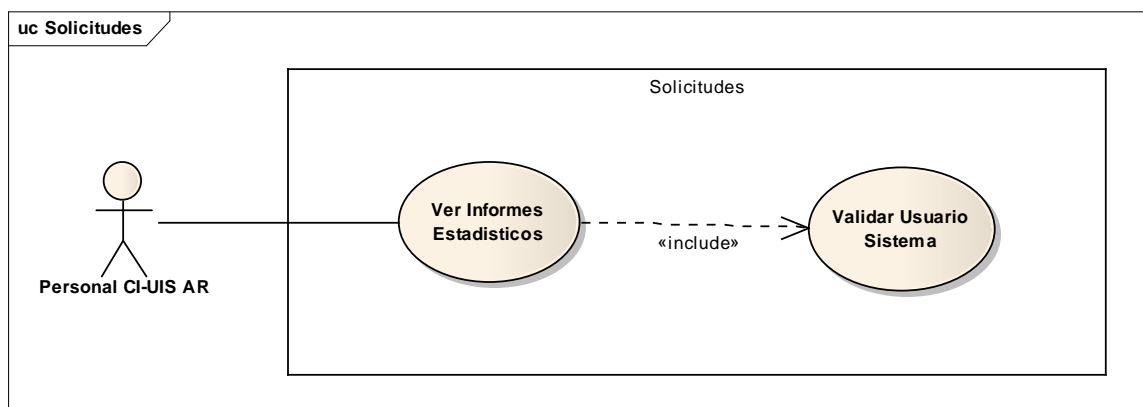 uc Solicitudes
Solicitudes
Ver Informes
Estadisticos
«include»
Validar Usuario
Sistema
Personal CI-UIS AR